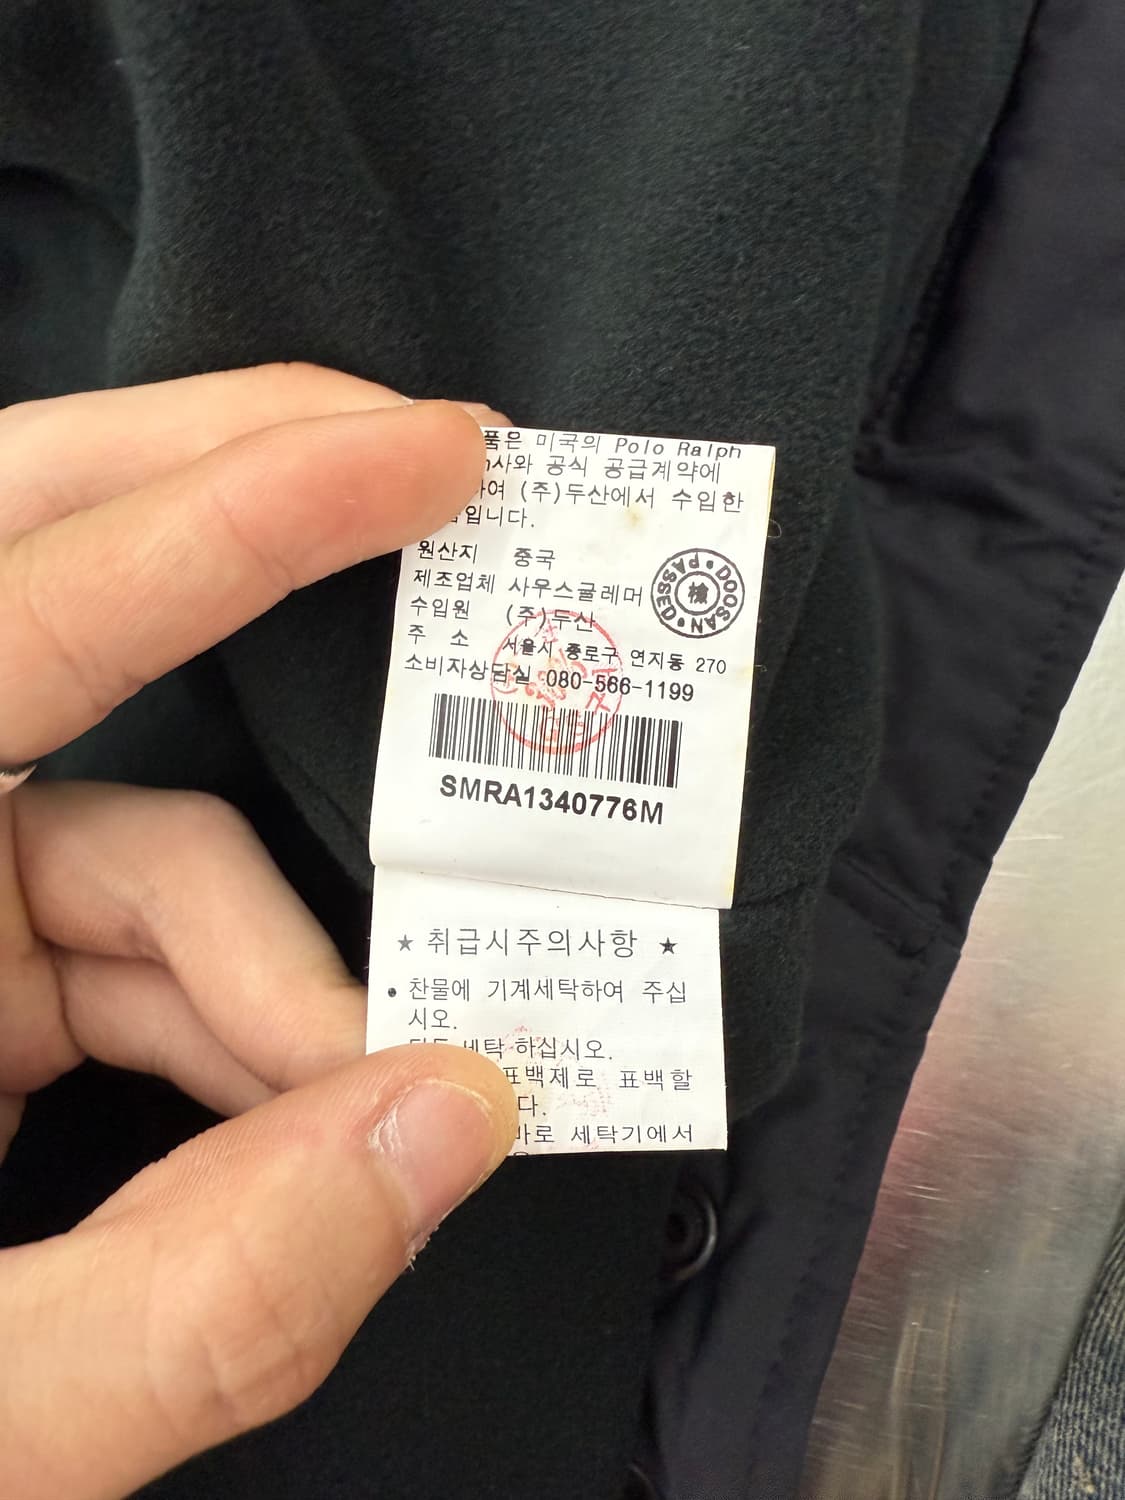 품은 미국의 Polo Ralph
사와 공식 공급계약에
여 (주)두산에서 수입한
입니다.
원산지 중국
제조업체 사우스귤레머
수입원 (주)두산
주 소 서울시 종로구 연지동 270
소비자상담실 080-566-1199
DOOSAN PASSED
檢
SMRA1340776M
★ 취급시주의사항 ★
• 찬물에 기계세탁하여 주십
시오.
세탁 하십시오.
표백제로 표백할
다.
바로 세탁기에서